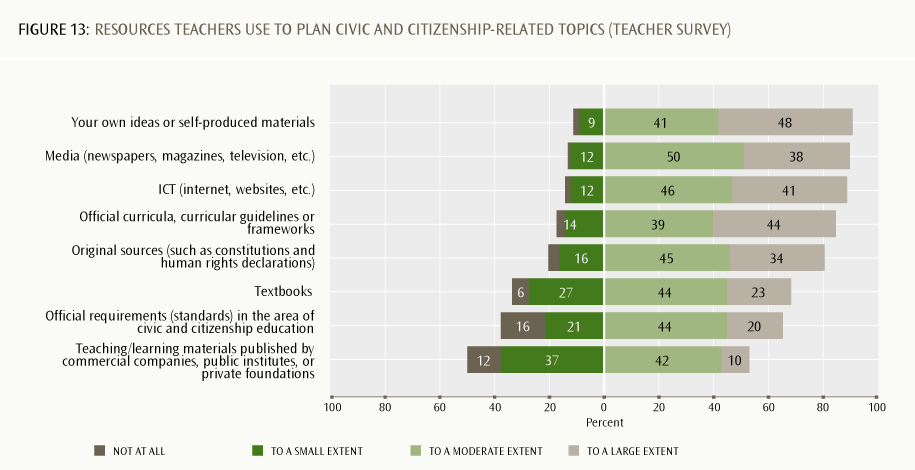 FIGURE 13: RESOURCES TEACHERS USE TO PLAN CIVIC AND CITIZENSHIP-RELATED TOPICS (TEACHER SURVEY)
Your own ideas or self-produced materials
9 41 48
Media (newspapers, magazines, television, etc.)
12 50 38
ICT (internet, websites, etc.)
12 46 41
Official curricula, curricular guidelines or
frameworks
14 39 44
Original sources (such as constitutions and
human rights declarations)
16 45 34
Textbooks
6 27 44 23
Official requirements (standards) in the area of
civic and citizenship education
16 21 44 20
Teaching/learning materials published by
commercial companies, public institutes, or
private foundations
12 37 42 10
100 80 60 40 20 0 20 40 60 80 100
Percent
NOT AT ALL TO A SMALL EXTENT TO A MODERATE EXTENT TO A LARGE EXTENT